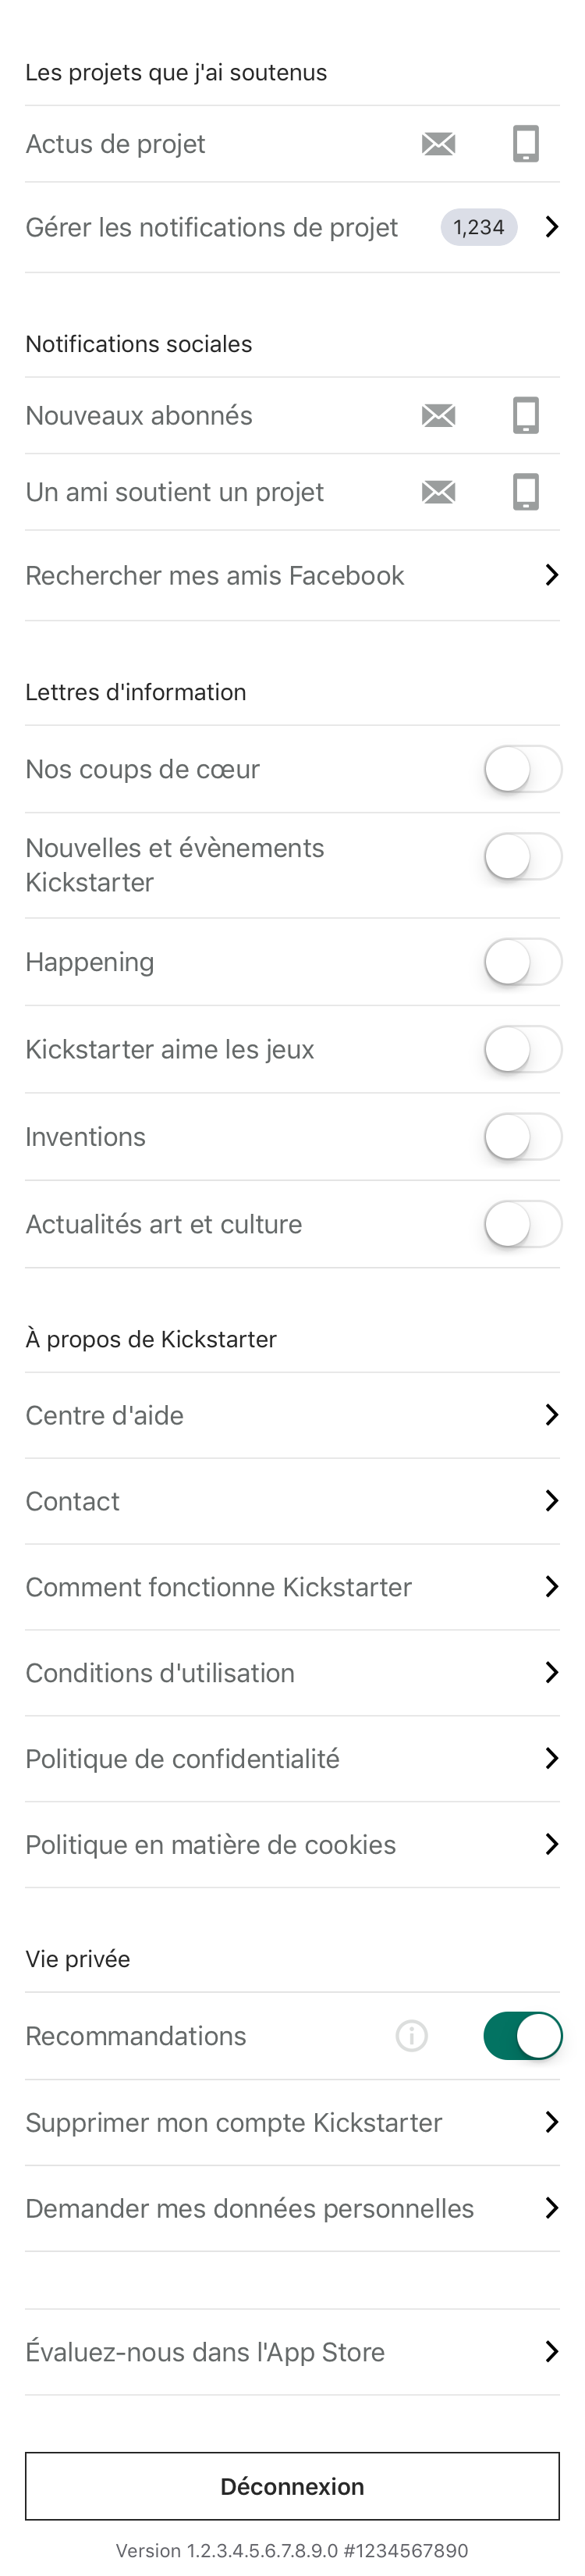 Les projets que j'ai soutenus
Actus de projet
Gérer les notifications de projet 1,234
Notifications sociales
Nouveaux abonnés
Un ami soutient un projet
Rechercher mes amis Facebook
Lettres d'information
Nos coups de cœur
Nouvelles et évènements
Kickstarter
Happening
Kickstarter aime les jeux
Inventions
Actualités art et culture
À propos de Kickstarter
Centre d'aide
Contact
Comment fonctionne Kickstarter
Conditions d'utilisation
Politique de confidentialité
Politique en matière de cookies
Vie privée
Recommandations
Supprimer mon compte Kickstarter
Demander mes données personnelles
Évaluez-nous dans l'App Store
Déconnexion
Version 1.2.3.4.5.6.7.8.9.0 #1234567890